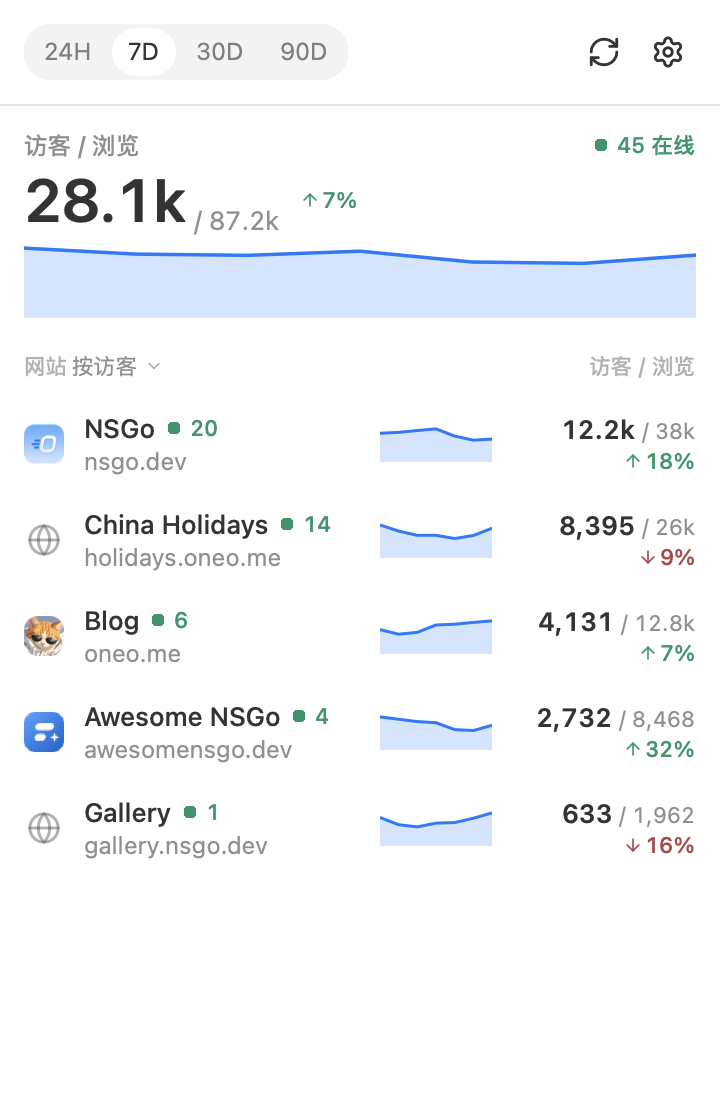 24H 7D 30D 90D
访客 / 浏览
45 在线
28.1k / 87.2k ↑ 7%
网站 按访客
访客 / 浏览
NSGo 20
12.2k / 38k
nsgo.dev
↑ 18%
China Holidays 14
8,395 / 26k
holidays.oneo.me
↓ 9%
Blog 6
4,131 / 12.8k
oneo.me
↑ 7%
Awesome NSGo 4
2,732 / 8,468
awesomensgo.dev
↑ 32%
Gallery 1
633 / 1,962
gallery.nsgo.dev
↓ 16%